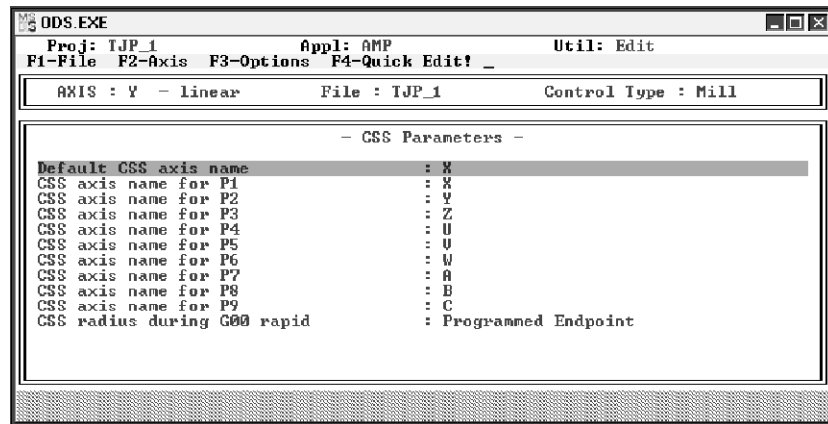 ODS.EXE
Proj: TJP_1 Appl: AMP Util: Edit
F1-File F2-Axis F3-Options F4-Quick Edit! _
AXIS : Y - linear File : TJP_1 Control Type : Mill
- CSS Parameters -
Default CSS axis name : X
CSS axis name for P1 : X
CSS axis name for P2 : Y
CSS axis name for P3 : Z
CSS axis name for P4 : U
CSS axis name for P5 : V
CSS axis name for P6 : W
CSS axis name for P7 : A
CSS axis name for P8 : B
CSS axis name for P9 : C
CSS radius during G00 rapid : Programmed Endpoint